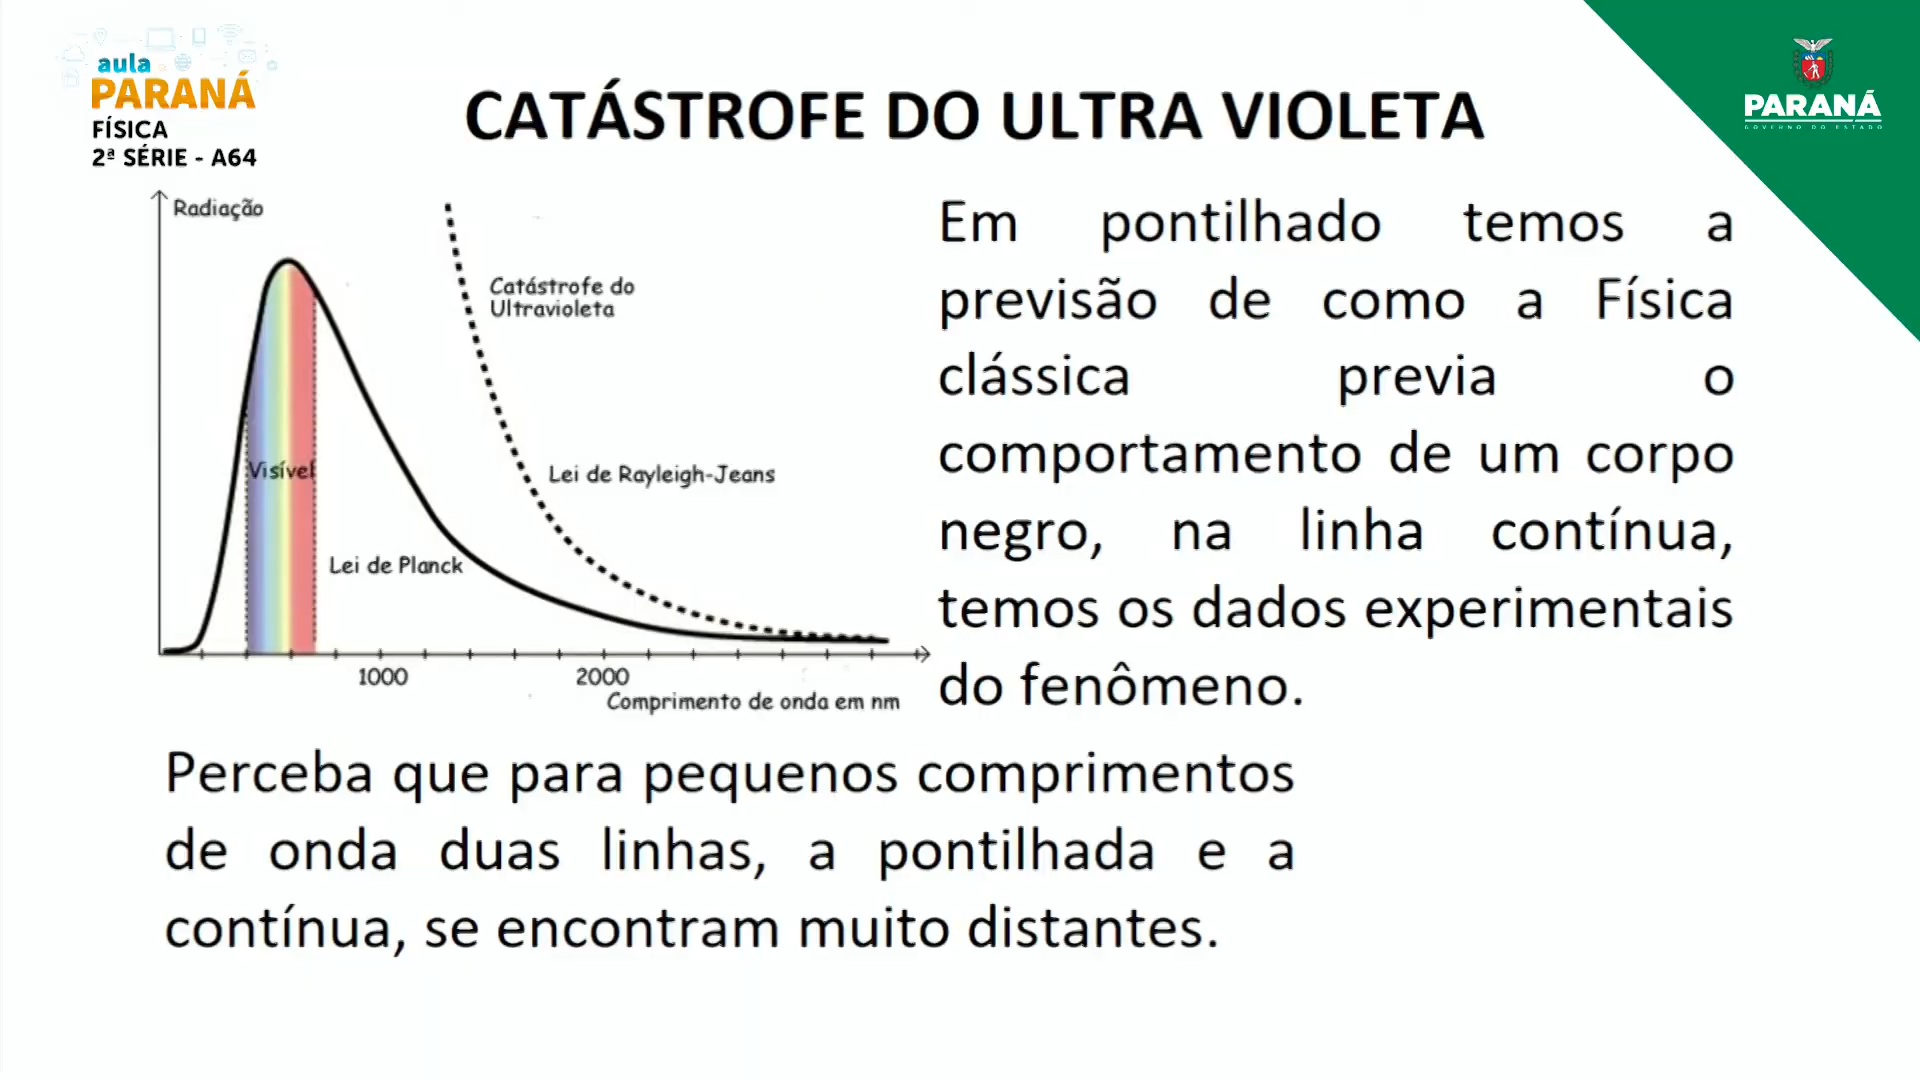 aula
PARANÁ
FÍSICA
2ª SÉRIE - A64
CATÁSTROFE DO ULTRA VIOLETA
PARANÁ
GOVERNO DO ESTADO
Radiação
Catástrofe do
Ultravioleta
Visível
Lei de Rayleigh-Jeans
Lei de Planck
1000
2000
Comprimento de onda em nm
Em pontilhado temos a
previsão de como a Física
clássica previa o
comportamento de um corpo
negro, na linha contínua,
temos os dados experimentais
do fenômeno.
Perceba que para pequenos comprimentos
de onda duas linhas, a pontilhada e a
contínua, se encontram muito distantes.